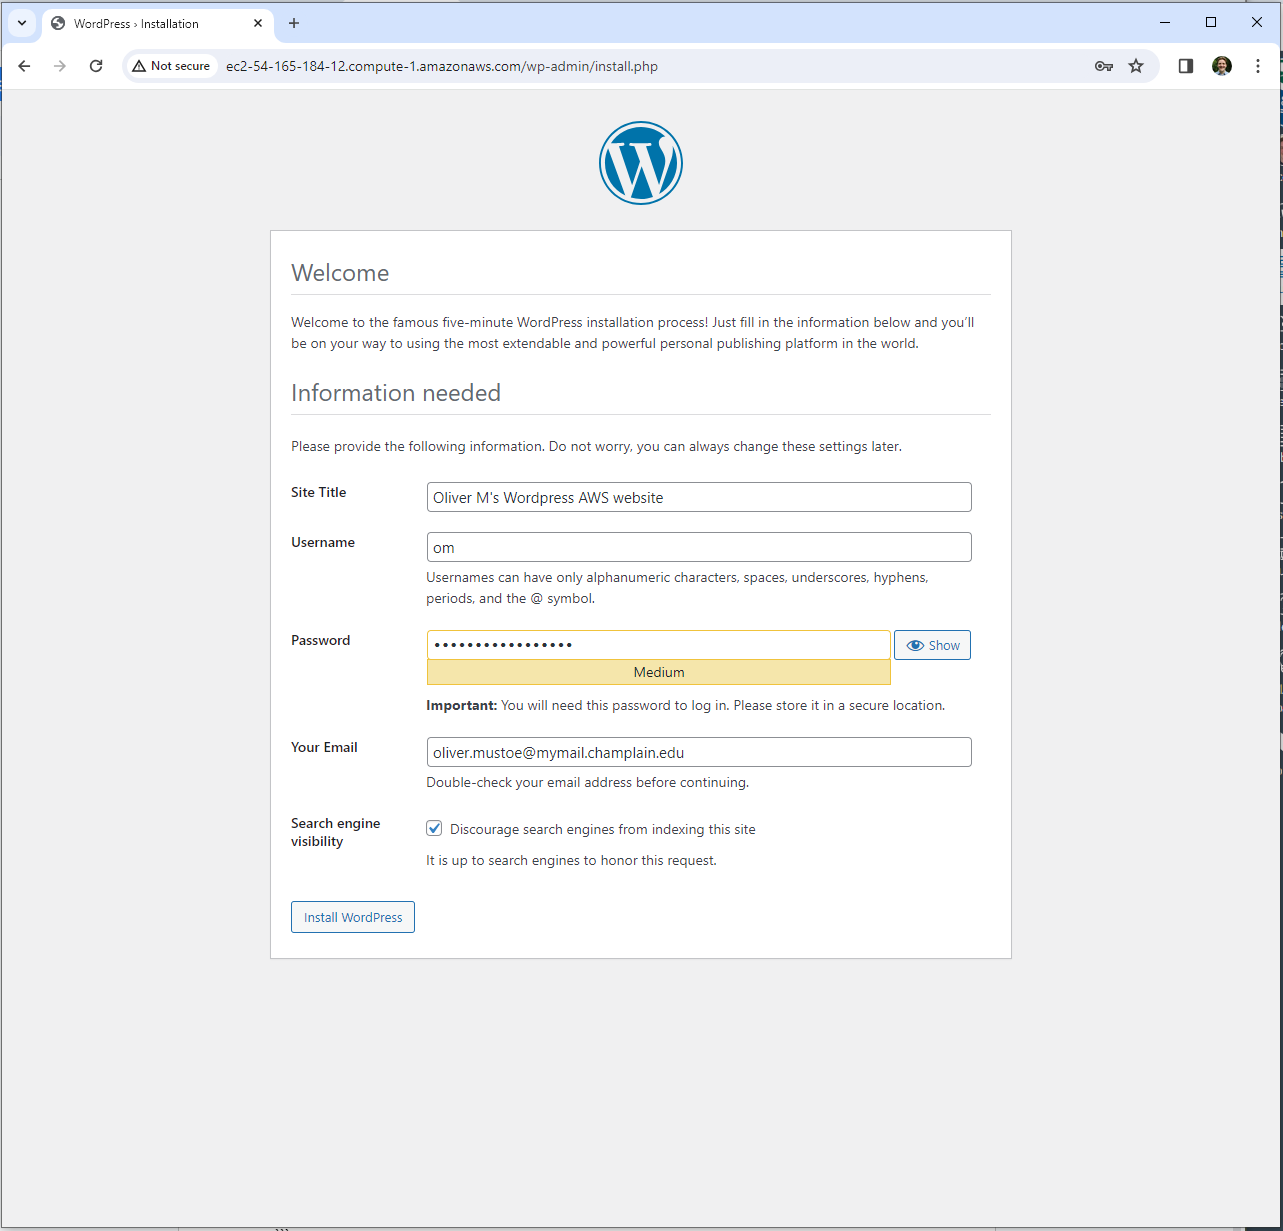 WordPress › Installation
Not secure
ec2-54-165-184-12.compute-1.amazonaws.com/wp-admin/install.php
Welcome
Welcome to the famous five-minute WordPress installation process! Just fill in the information below and you’ll
be on your way to using the most extendable and powerful personal publishing platform in the world.
Information needed
Please provide the following information. Do not worry, you can always change these settings later.
Site Title
Oliver M's Wordpress AWS website
Username
om
Usernames can have only alphanumeric characters, spaces, underscores, hyphens,
periods, and the @ symbol.
Password
•••••••••••••••••
Show
Medium
Important: You will need this password to log in. Please store it in a secure location.
Your Email
oliver.mustoe@mymail.champlain.edu
Double-check your email address before continuing.
Search engine
visibility
Discourage search engines from indexing this site
It is up to search engines to honor this request.
Install WordPress